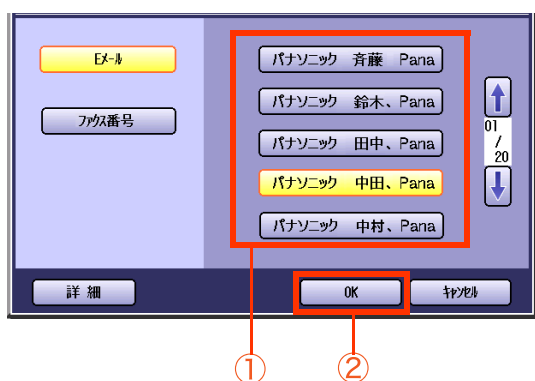 Eメール
ファクス番号
パナソニック 斉藤 Pana
パナソニック 鈴木、Pana
パナソニック 田中、Pana
パナソニック 中田、Pana
パナソニック 中村、Pana
01
/
20
詳 細
OK
キャンセル
① ②